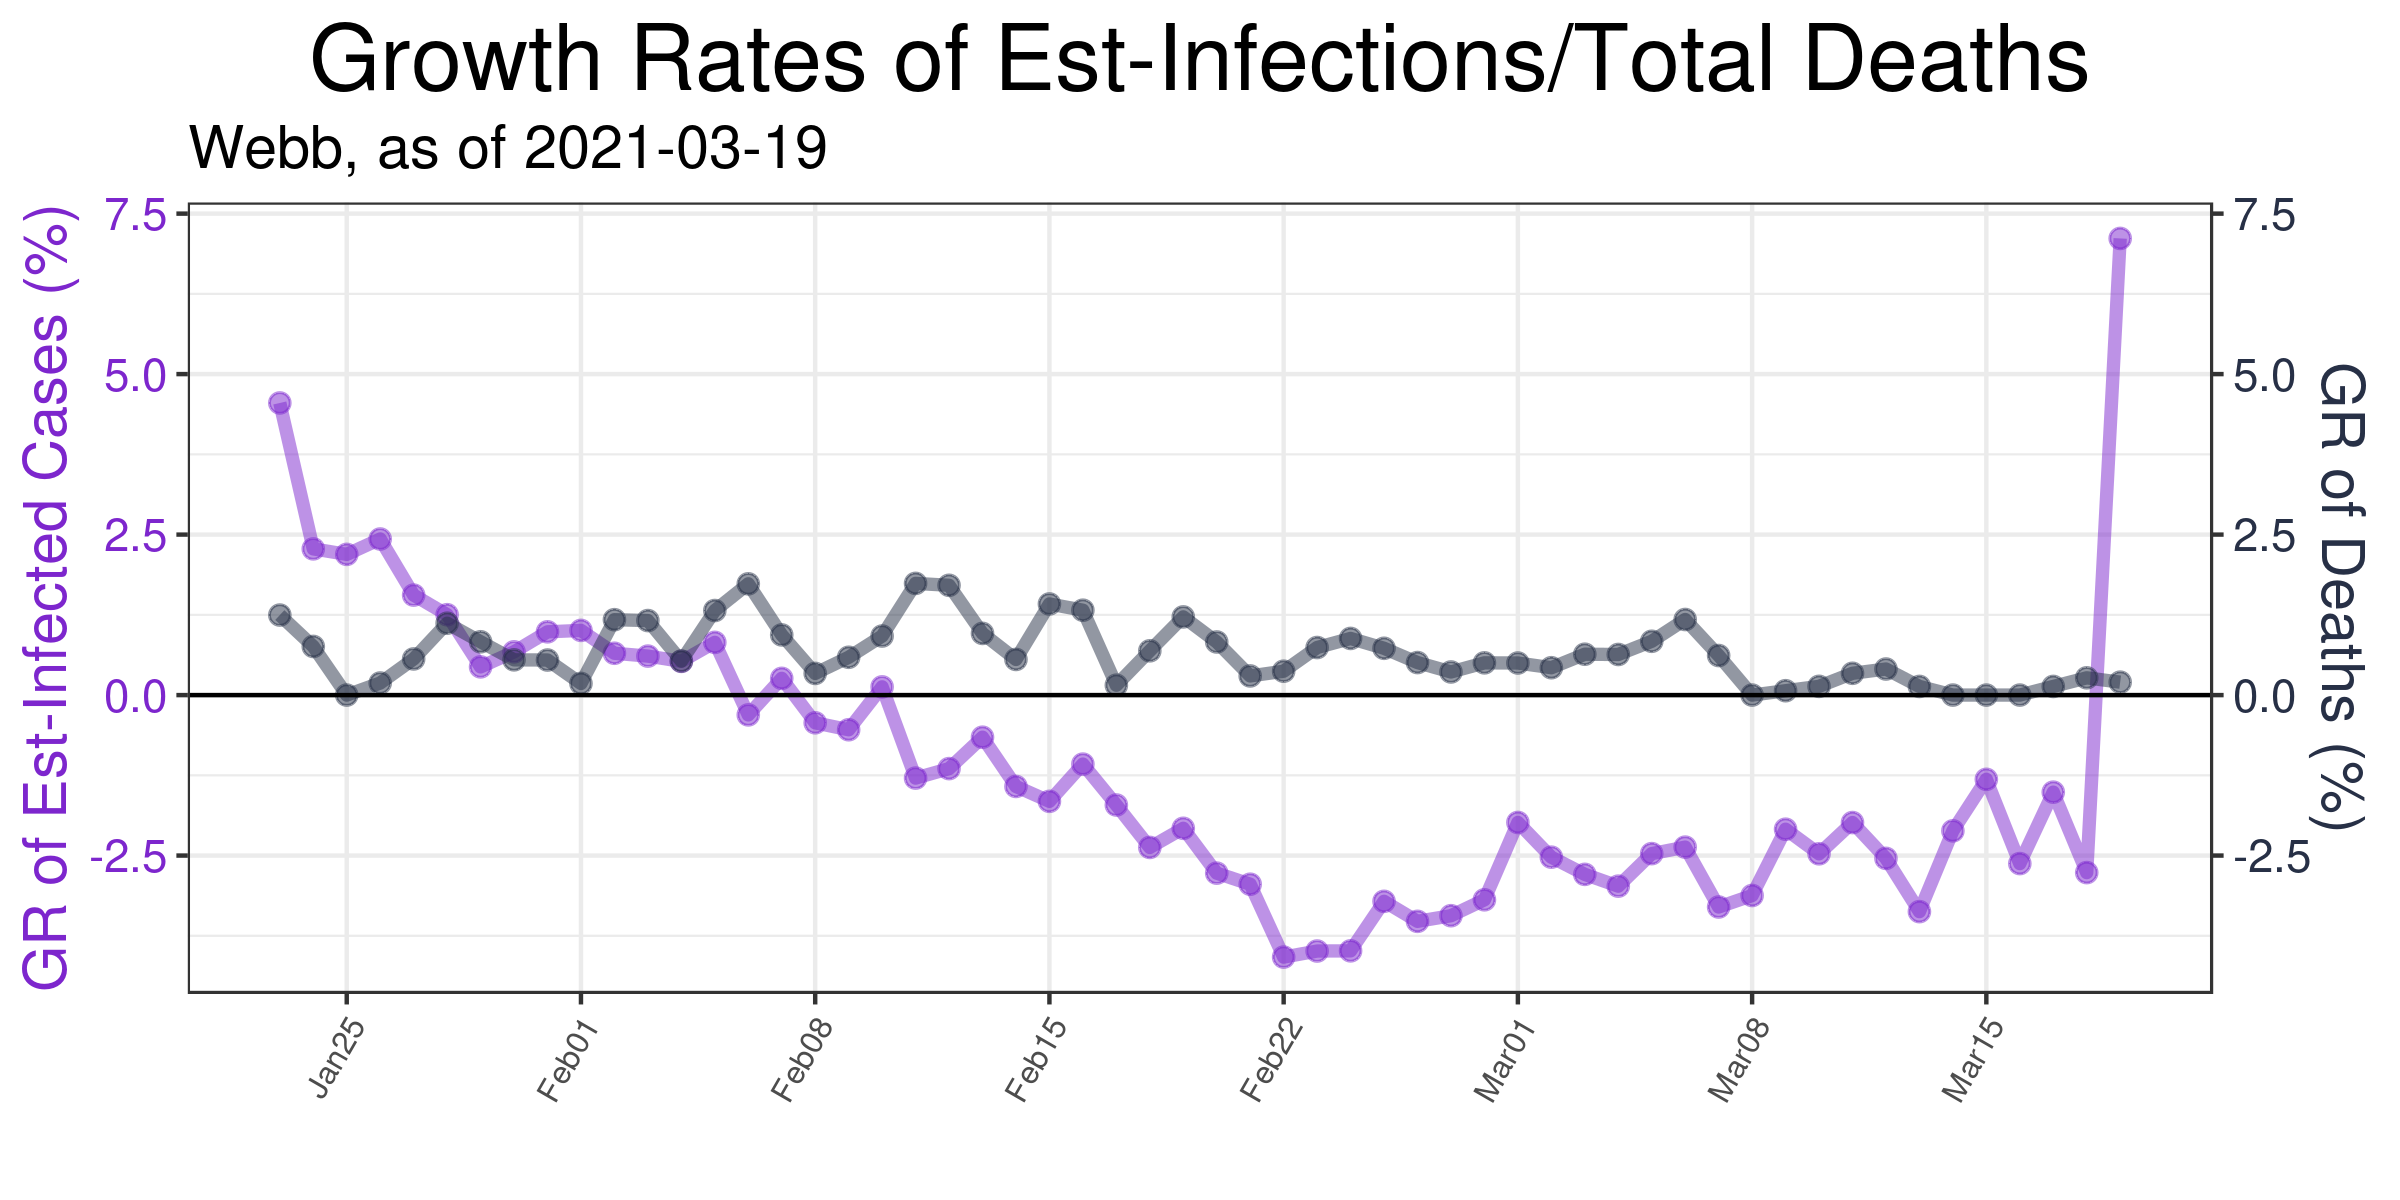 Growth Rates of Est-Infections/Total Deaths
Webb, as of 2021-03-19
GR of Est-Infected Cases (%)
7.5
5.0
2.5
0.0
-2.5
7.5
5.0
2.5
0.0
-2.5
GR of Deaths (%)
Jan25
Feb01
Feb08
Feb15
Feb22
Mar01
Mar08
Mar15